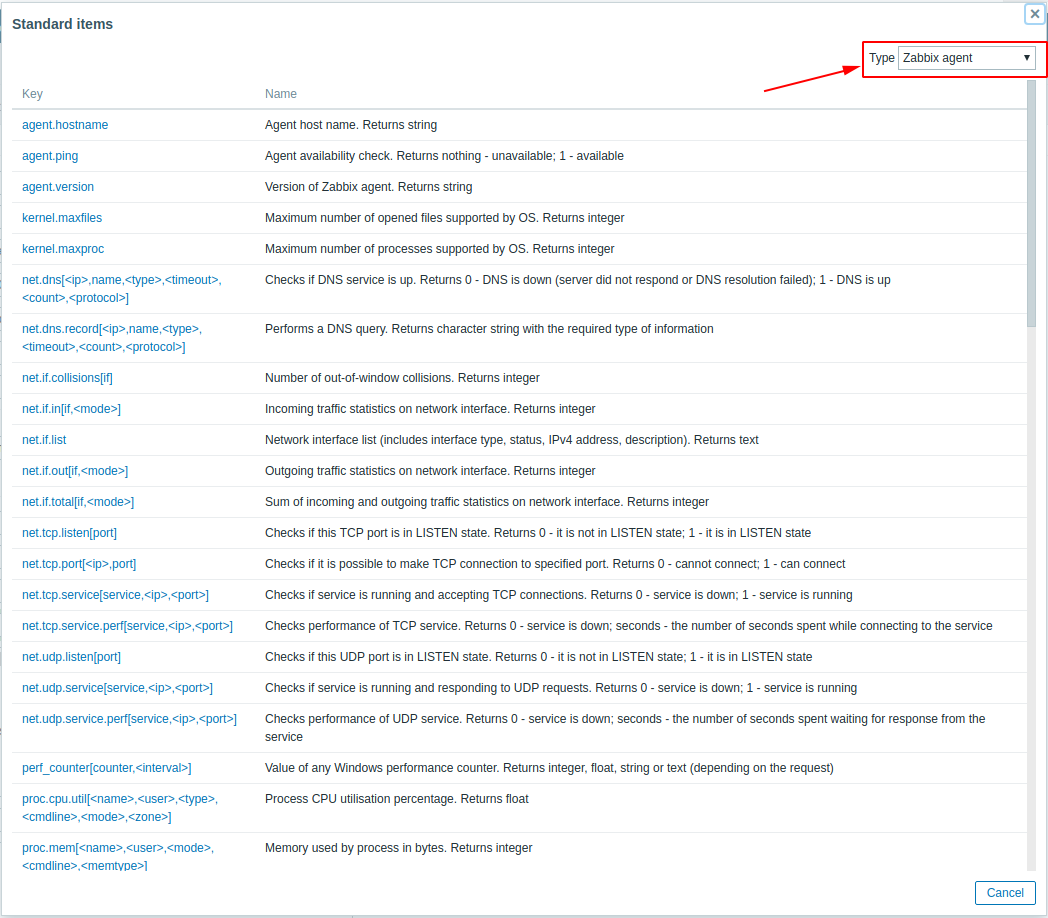 Standard items
Type Zabbix agent
Key Name
agent.hostname Agent host name. Returns string
agent.ping Agent availability check. Returns nothing - unavailable; 1 - available
agent.version Version of Zabbix agent. Returns string
kernel.maxfiles Maximum number of opened files supported by OS. Returns integer
kernel.maxproc Maximum number of processes supported by OS. Returns integer
net.dns[<ip>,name,<type>,<timeout>, Checks if DNS service is up. Returns 0 - DNS is down (server did not respond or DNS resolution failed); 1 - DNS is up
<count>,<protocol>]
net.dns.record[<ip>,name,<type>, Performs a DNS query. Returns character string with the required type of information
<timeout>,<count>,<protocol>]
net.if.collisions[if] Number of out-of-window collisions. Returns integer
net.if.in[if,<mode>] Incoming traffic statistics on network interface. Returns integer
net.if.list Network interface list (includes interface type, status, IPv4 address, description). Returns text
net.if.out[if,<mode>] Outgoing traffic statistics on network interface. Returns integer
net.if.total[if,<mode>] Sum of incoming and outgoing traffic statistics on network interface. Returns integer
net.tcp.listen[port] Checks if this TCP port is in LISTEN state. Returns 0 - it is not in LISTEN state; 1 - it is in LISTEN state
net.tcp.port[<ip>,port] Checks if it is possible to make TCP connection to specified port. Returns 0 - cannot connect; 1 - can connect
net.tcp.service[service,<ip>,<port>] Checks if service is running and accepting TCP connections. Returns 0 - service is down; 1 - service is running
net.tcp.service.perf[service,<ip>,<port>] Checks performance of TCP service. Returns 0 - service is down; seconds - the number of seconds spent while connecting to the service
net.udp.listen[port] Checks if this UDP port is in LISTEN state. Returns 0 - it is not in LISTEN state; 1 - it is in LISTEN state
net.udp.service[service,<ip>,<port>] Checks if service is running and responding to UDP requests. Returns 0 - service is down; 1 - service is running
net.udp.service.perf[service,<ip>,<port>] Checks performance of UDP service. Returns 0 - service is down; seconds - the number of seconds spent waiting for response from the
service
perf_counter[counter,<interval>] Value of any Windows performance counter. Returns integer, float, string or text (depending on the request)
proc.cpu.util[<name>,<user>,<type>, Process CPU utilisation percentage. Returns float
<cmdline>,<mode>,<zone>]
proc.mem[<name>,<user>,<mode>, Memory used by process in bytes. Returns integer
<cmdline>,<memtype>]
Cancel